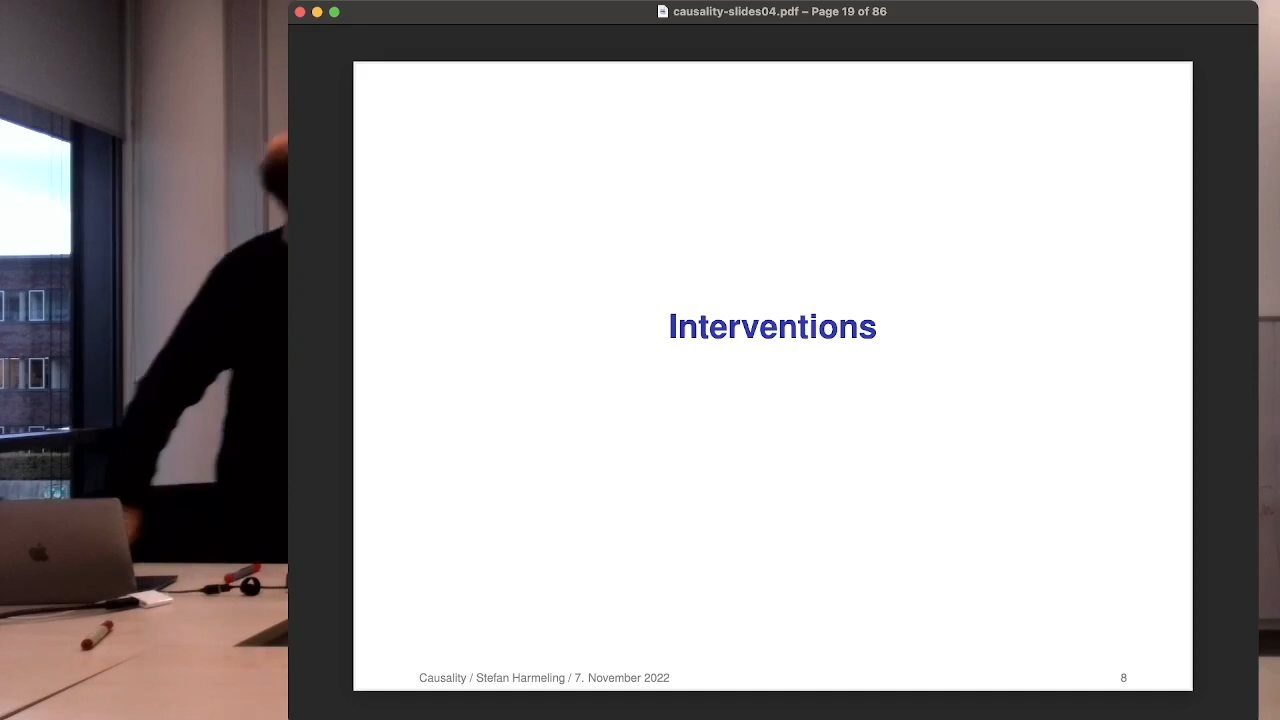 causality-slides04.pdf – Page 19 of 86
Interventions
Causality / Stefan Harmeling / 7. November 2022
8